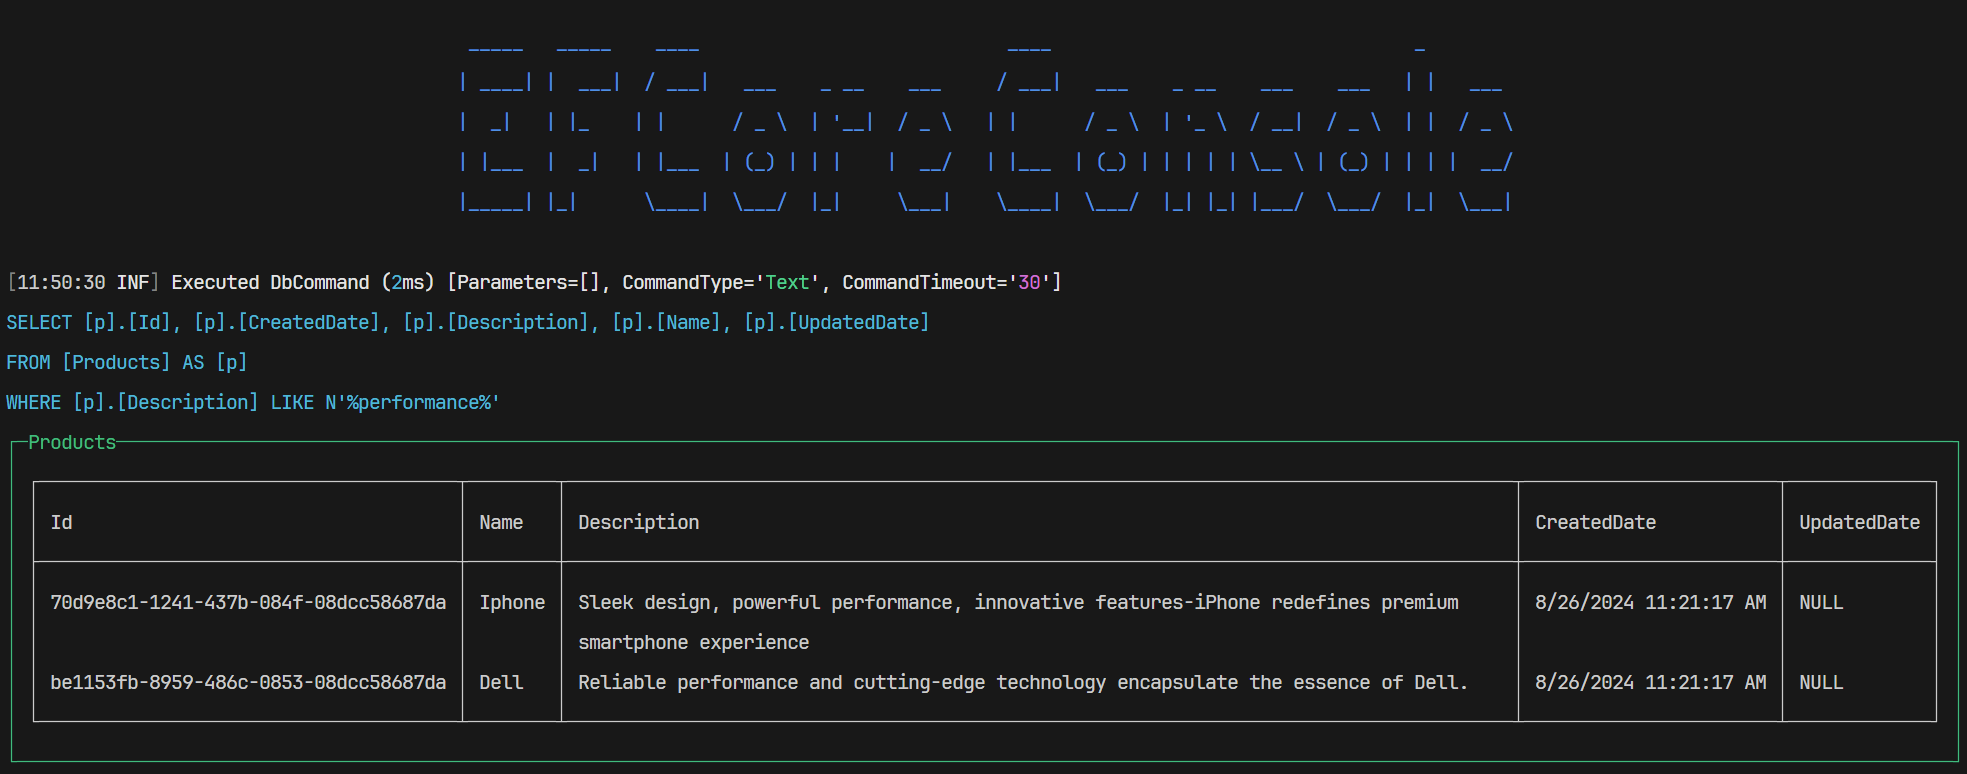 EF Core Console
[11:50:30 INF] Executed DbCommand (2ms) [Parameters=[], CommandType='Text', CommandTimeout='30']
SELECT [p].[Id], [p].[CreatedDate], [p].[Description], [p].[Name], [p].[UpdatedDate]
FROM [Products] AS [p]
WHERE [p].[Description] LIKE N'%performance%'
Products
Id Name Description CreatedDate UpdatedDate
70d9e8c1-1241-437b-084f-08dcc58687da Iphone Sleek design, powerful performance, innovative features-iPhone redefines premium 8/26/2024 11:21:17 AM NULL
smartphone experience
be1153fb-8959-486c-0853-08dcc58687da Dell Reliable performance and cutting-edge technology encapsulate the essence of Dell. 8/26/2024 11:21:17 AM NULL